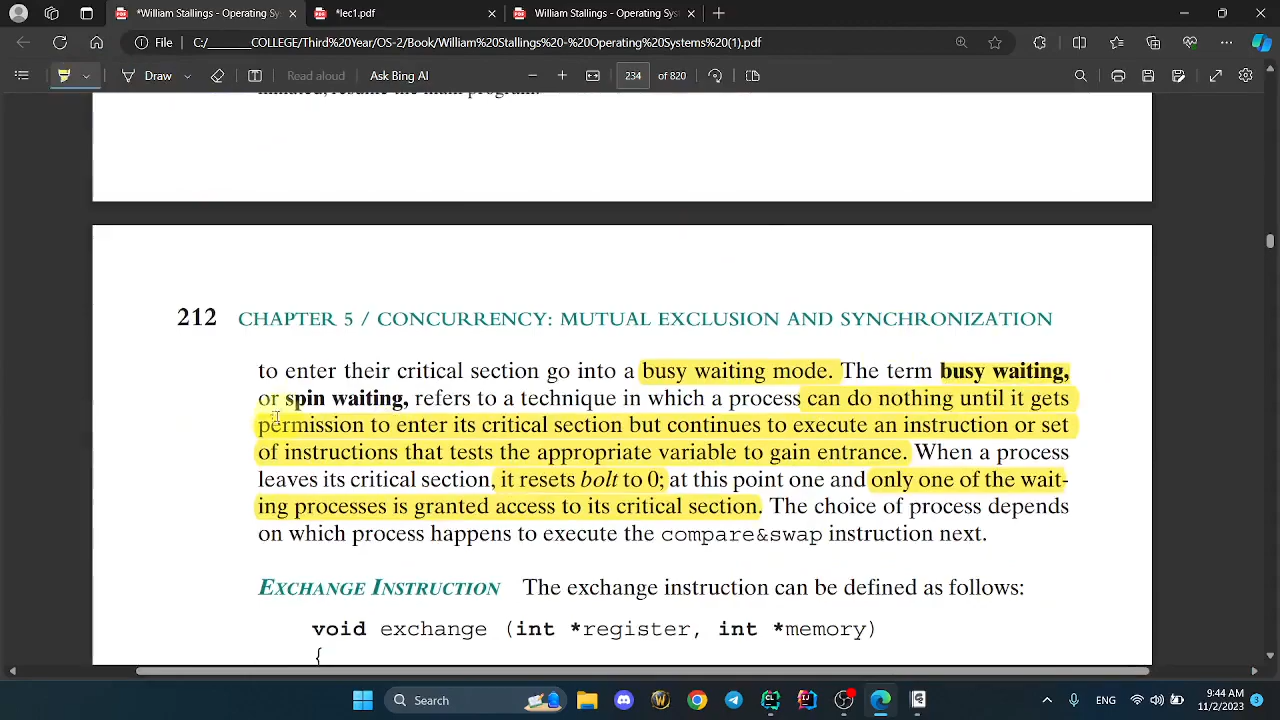 *William Stallings - Operating Sy
*lec1.pdf
William Stallings - Operating Syst
File C:/______COLLEGE/Third%20Year/OS-2/Book/William%20Stallings%20-%20Operating%20Systems%20(1).pdf
Draw Read aloud Ask Bing AI 234 of 820
minated, resume the main program.
212 CHAPTER 5 / CONCURRENCY: MUTUAL EXCLUSION AND SYNCHRONIZATION
to enter their critical section go into a busy waiting mode. The term busy waiting,
or spin waiting, refers to a technique in which a process can do nothing until it gets
permission to enter its critical section but continues to execute an instruction or set
of instructions that tests the appropriate variable to gain entrance. When a process
leaves its critical section, it resets bolt to 0; at this point one and only one of the wait-
ing processes is granted access to its critical section. The choice of process depends
on which process happens to execute the compare&swap instruction next.
EXCHANGE INSTRUCTION The exchange instruction can be defined as follows:
void exchange (int *register, int *memory)
{
Search
ENG
9:44 AM
11/2/2023
3